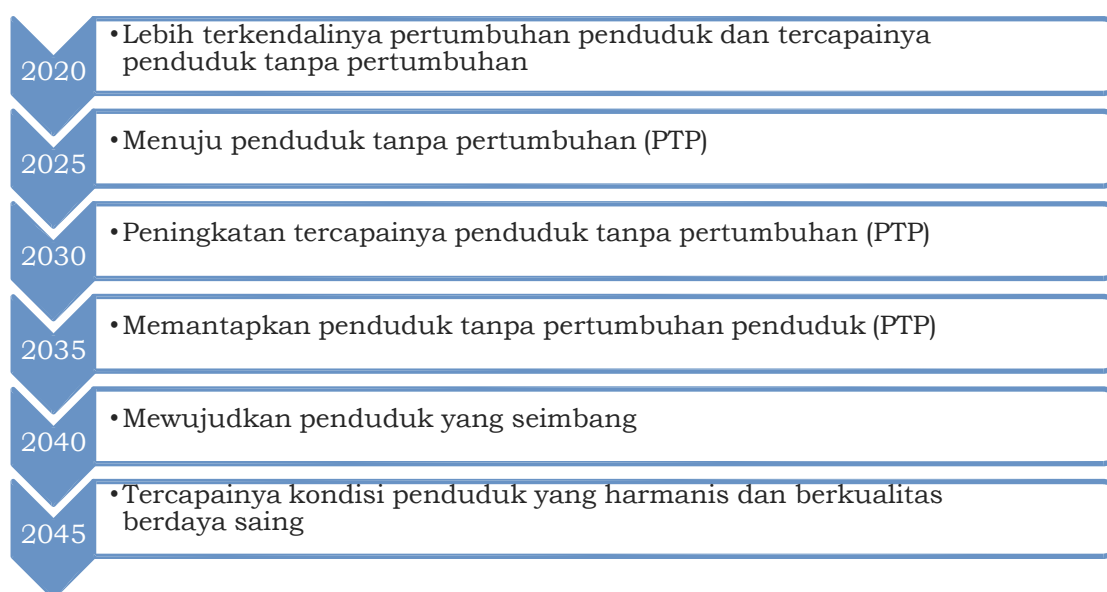 2020
•Lebih terkendalinya pertumbuhan penduduk dan tercapainya
penduduk tanpa pertumbuhan
2025
•Menuju penduduk tanpa pertumbuhan (PTP)
2030
•Peningkatan tercapainya penduduk tanpa pertumbuhan (PTP)
2035
•Memantapkan penduduk tanpa pertumbuhan penduduk (PTP)
2040
•Mewujudkan penduduk yang seimbang
2045
•Tercapainya kondisi penduduk yang harmanis dan berkualitas
berdaya saing